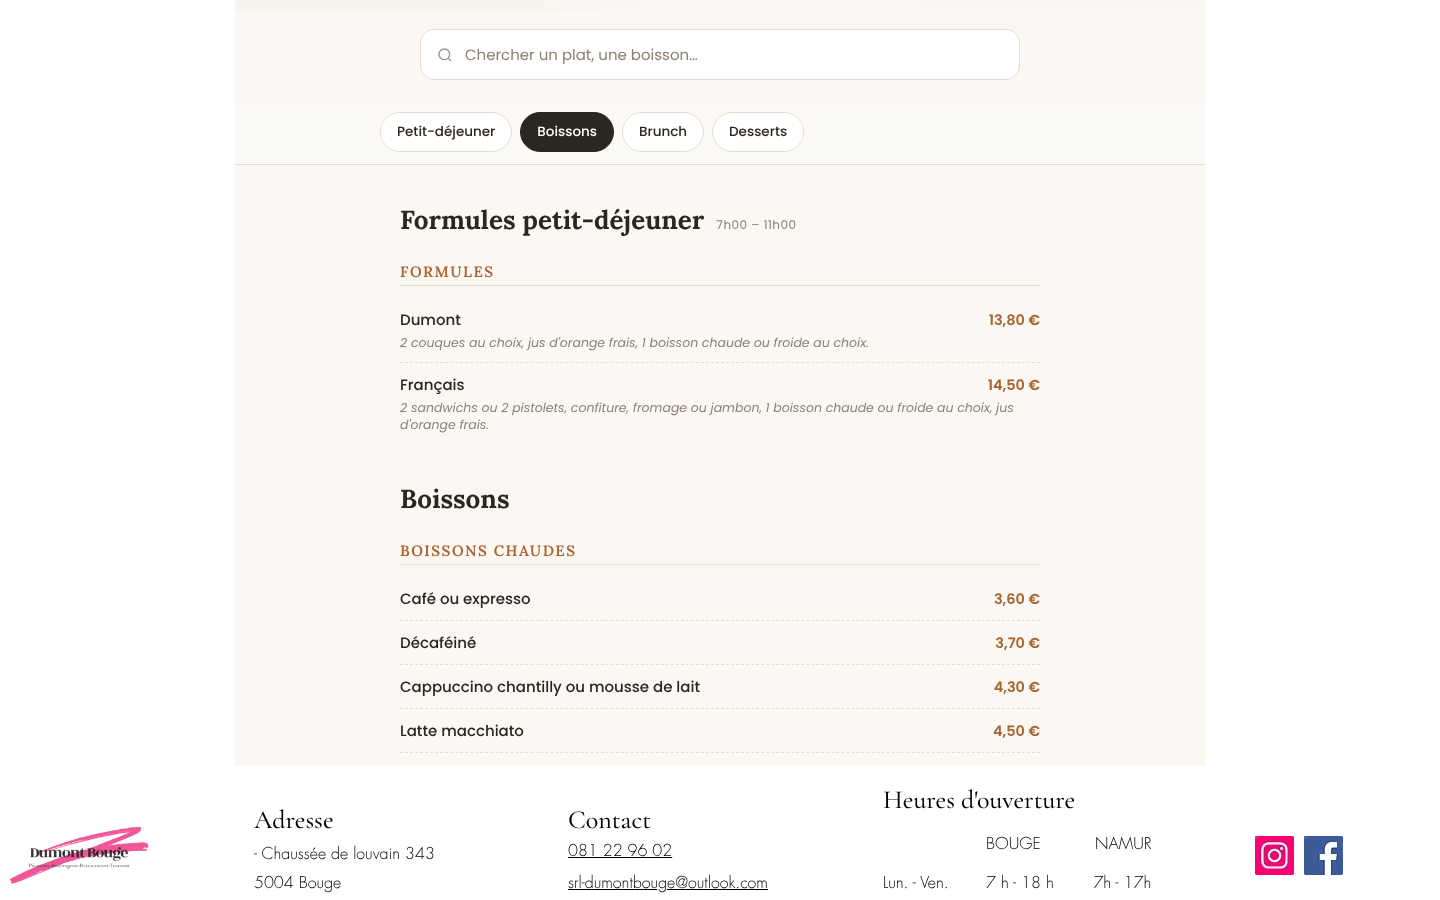 Chercher un plat, une boisson...
Petit-déjeuner
Boissons
Brunch
Desserts
Formules petit-déjeuner 7h00 – 11h00
FORMULES
Dumont 13,80 €
2 couques au choix, jus d'orange frais, 1 boisson chaude ou froide au choix.
Français 14,50 €
2 sandwichs ou 2 pistolets, confiture, fromage ou jambon, 1 boisson chaude ou froide au choix, jus
d'orange frais.
Boissons
BOISSONS CHAUDES
Café ou expresso 3,60 €
Décaféiné 3,70 €
Cappuccino chantilly ou mousse de lait 4,30 €
Latte macchiato 4,50 €
Dumont Bouge
Adresse
- Chaussée de louvain 343
5004 Bouge
Contact
081 22 96 02
srl-dumontbouge@outlook.com
Heures d'ouverture
BOUGE NAMUR
Lun. - Ven. 7 h - 18 h 7h - 17h